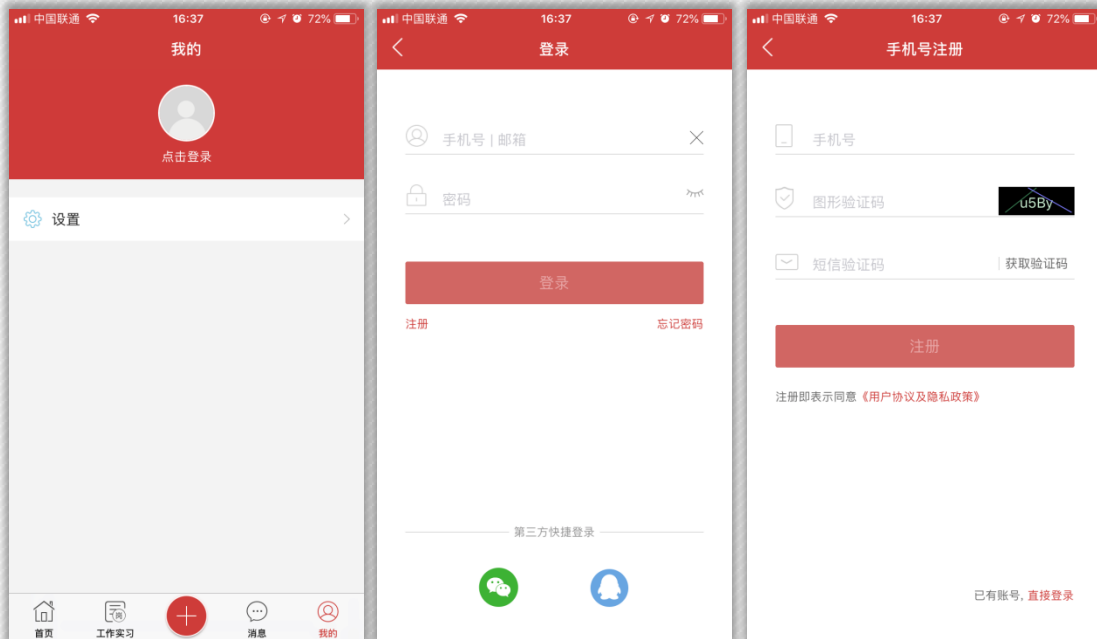 中国联通 16:37 72%
我的
点击登录
设置
首页 工作实习 消息 我的
中国联通 16:37 72%
登录
手机号 | 邮箱
密码
登录
注册 忘记密码
第三方快捷登录
中国联通 16:37 72%
手机号注册
手机号
图形验证码 u5By
短信验证码 获取验证码
注册
注册即表示同意《用户协议及隐私政策》
已有账号, 直接登录